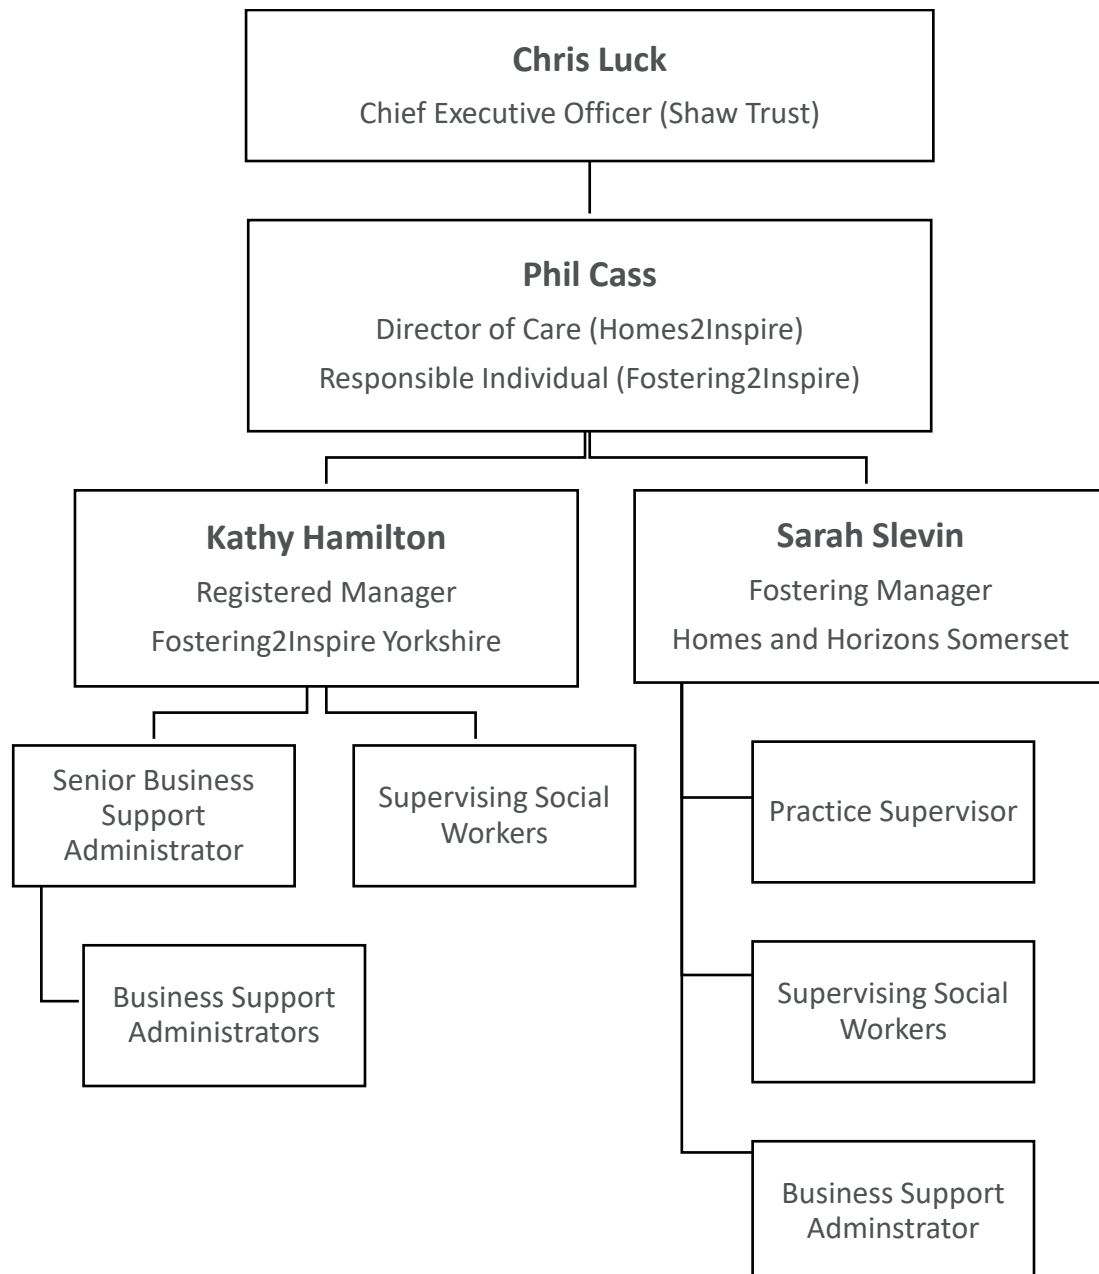 Chris Luck
Chief Executive Officer (Shaw Trust)
Phil Cass
Director of Care (Homes2Inspire)
Responsible Individual (Fostering2Inspire)
Kathy Hamilton
Registered Manager
Fostering2Inspire Yorkshire
Sarah Slevin
Fostering Manager
Homes and Horizons Somerset
Senior Business
Support
Administrator
Supervising Social
Workers
Business Support
Administrators
Practice Supervisor
Supervising Social
Workers
Business Support
Adminstrator